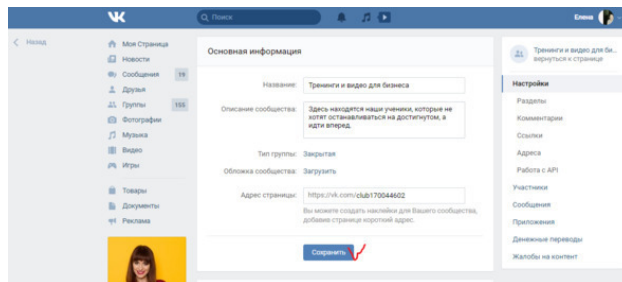 Поиск
Елена
Назад
Моя Страница
Новости
Сообщения 15
Друзья
Группы 105
Фотографии
Музыка
Видео
Игры
Товары
Документы
Реклама
Основная информация
Название: Тренинги и видео для бизнеса
Описание сообщества: Здесь находятся наши ученики, которые не
хотят останавливаться на достигнутом, а
идти вперед.
Тип группы: Закрытая
Обложка сообщества: Загрузить
Адрес страницы: https://vk.com/club170044602
Вы можете создать наклейки для Вашего сообщества,
добавив странице короткий адрес.
Сохранить
Тренинги и видео для би...
вернуться к странице
Настройки
Разделы
Комментарии
Ссылки
Адреса
Работа с API
Участники
Сообщения
Приложения
Денежные переводы
Жалобы на контент